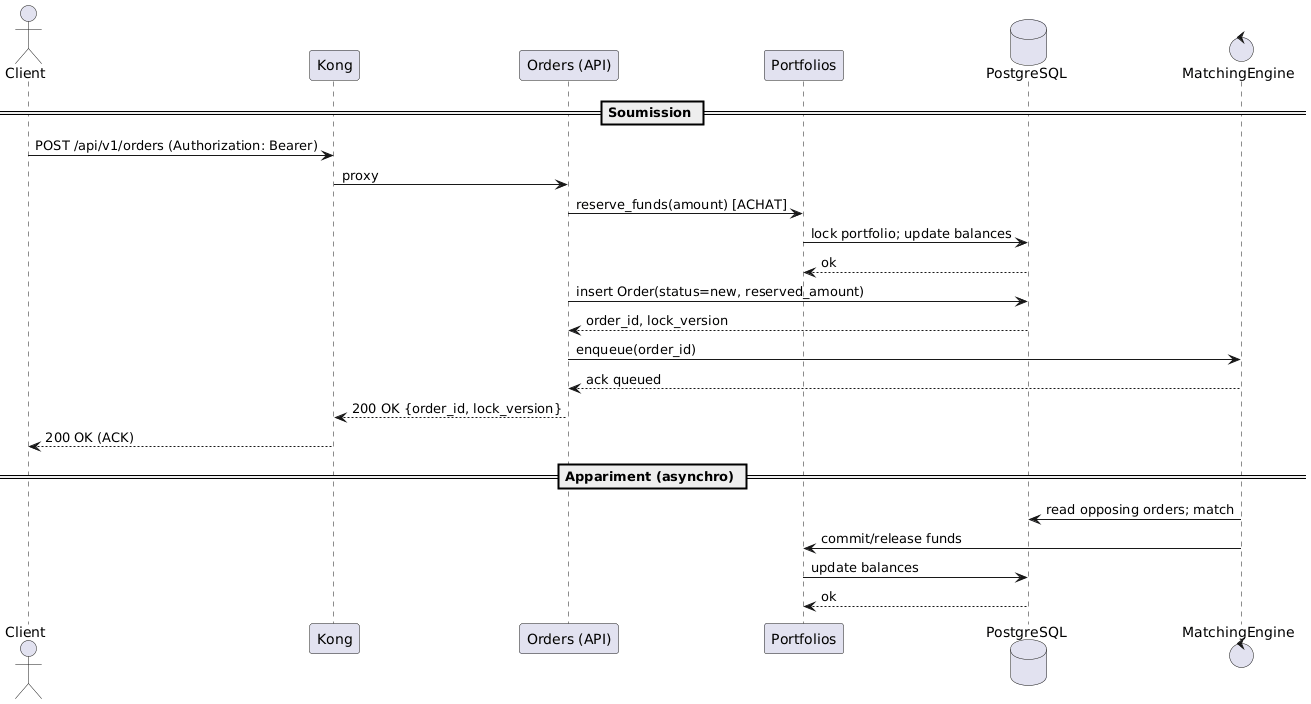 Client
Kong
Orders (API)
Portfolios
PostgreSQL
MatchingEngine
Soumission
POST /api/v1/orders (Authorization: Bearer)
proxy
reserve_funds(amount) [ACHAT]
lock portfolio; update balances
ok
insert Order(status=new, reserved_amount)
order_id, lock_version
enqueue(order_id)
ack queued
200 OK {order_id, lock_version}
200 OK (ACK)
Appariment (asynchro)
read opposing orders; match
commit/release funds
update balances
ok
Client
Kong
Orders (API)
Portfolios
PostgreSQL
MatchingEngine